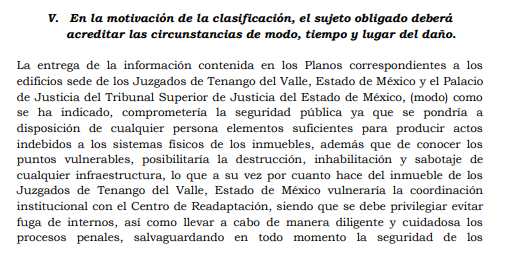 V. En la motivación de la clasificación, el sujeto obligado deberá
acreditar las circunstancias de modo, tiempo y lugar del daño.
La entrega de la información contenida en los Planos correspondientes a los
edificios sede de los Juzgados de Tenango del Valle, Estado de México y el Palacio
de Justicia del Tribunal Superior de Justicia del Estado de México, (modo) como
se ha indicado, comprometería la seguridad pública ya que se pondría a
disposición de cualquier persona elementos suficientes para producir actos
indebidos a los sistemas físicos de los inmuebles, además que de conocer los
puntos vulnerables, posibilitaría la destrucción, inhabilitación y sabotaje de
cualquier infraestructura, lo que a su vez por cuanto hace del inmueble de los
Juzgados de Tenango del Valle, Estado de México vulneraría la coordinación
institucional con el Centro de Readaptación, siendo que se debe privilegiar evitar
fuga de internos, así como llevar a cabo de manera diligente y cuidadosa los
procesos penales, salvaguardando en todo momento la seguridad de los